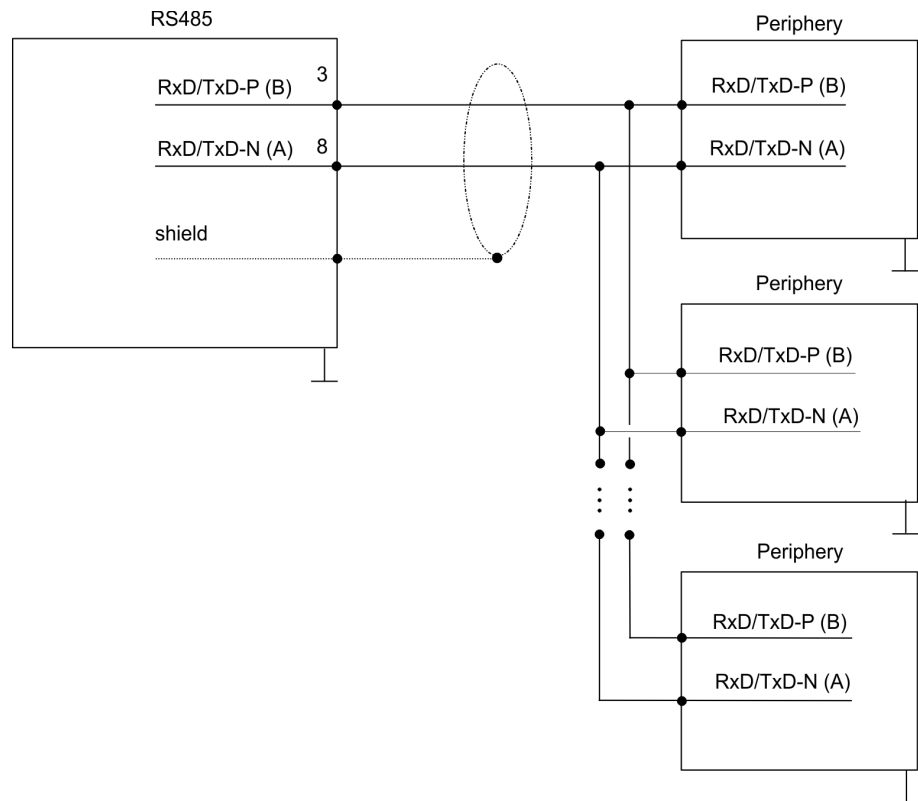 RS485
RxD/TxD-P (B) 3
RxD/TxD-N (A) 8
shield
Periphery
RxD/TxD-P (B)
RxD/TxD-N (A)
Periphery
RxD/TxD-P (B)
RxD/TxD-N (A)
Periphery
RxD/TxD-P (B)
RxD/TxD-N (A)